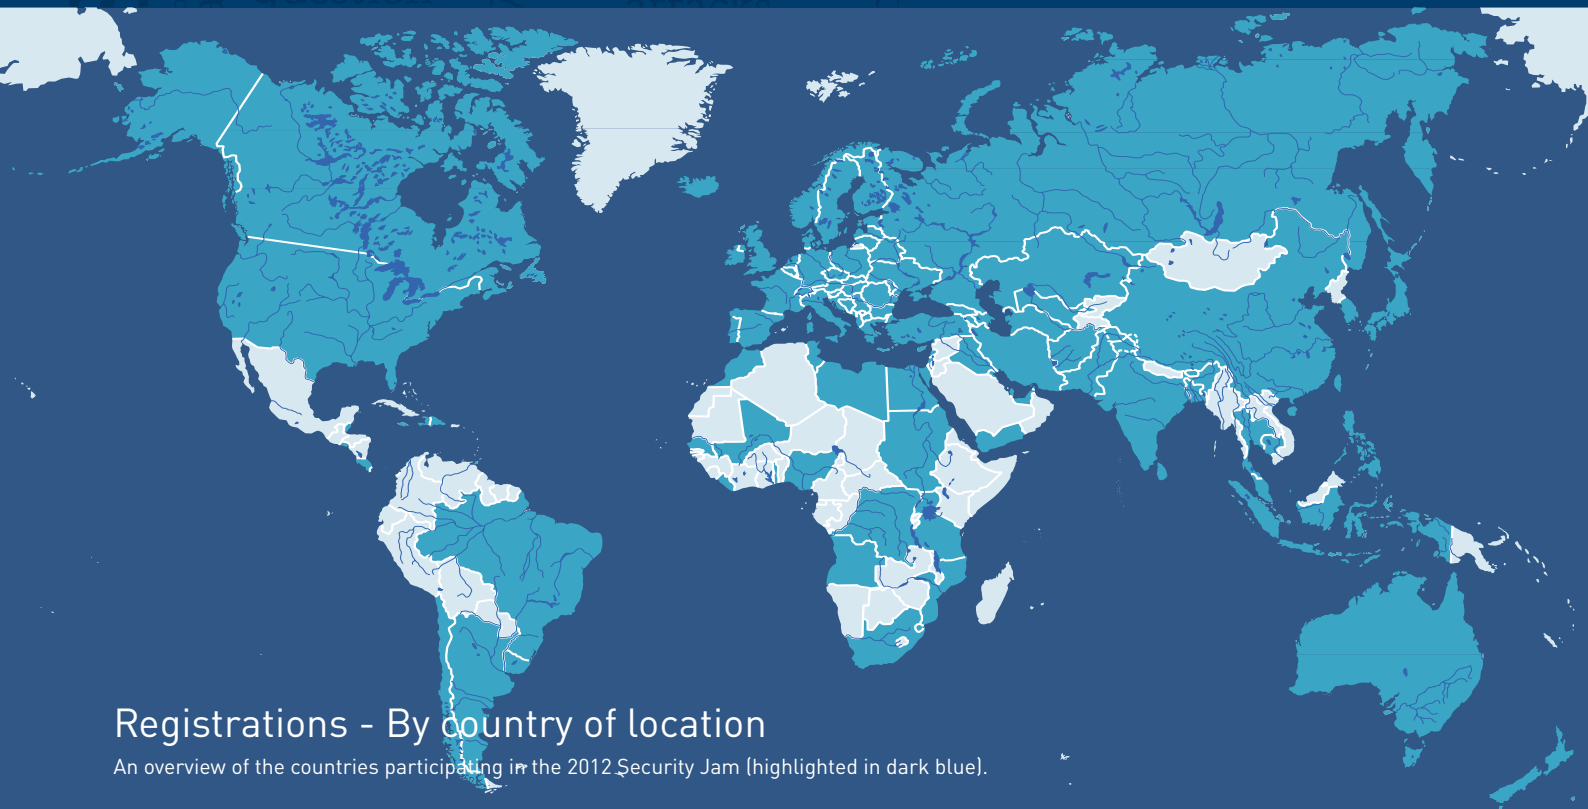 Registrations - By country of location
An overview of the countries participating in the 2012 Security Jam (highlighted in dark blue).